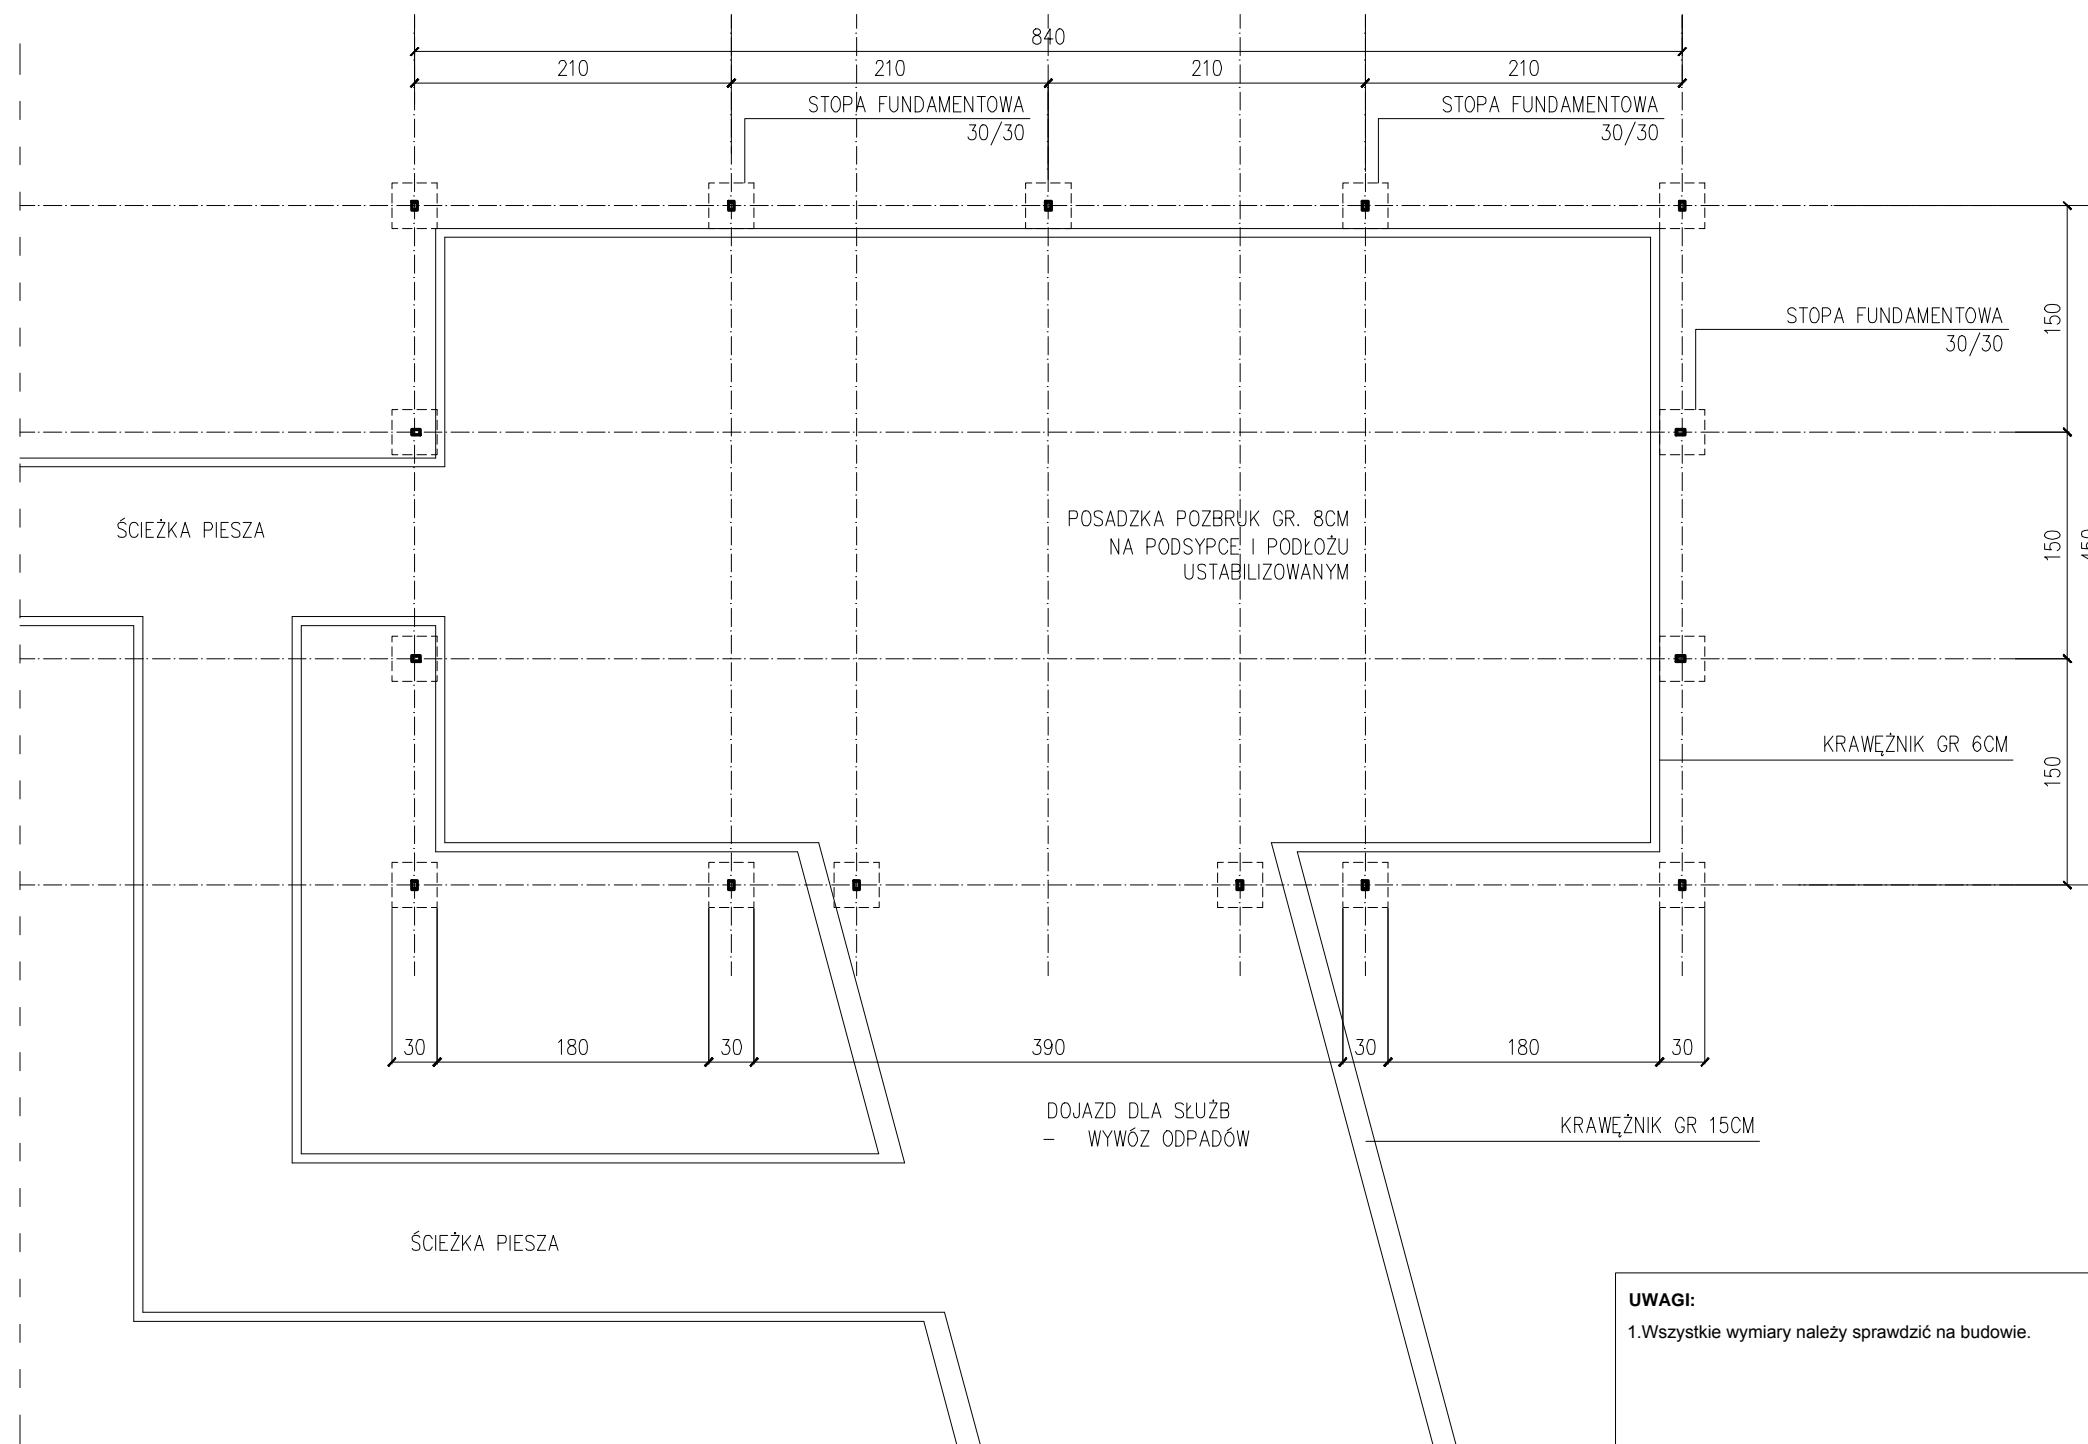 840
210
210
210
210
STOPA FUNDAMENTOWA
30/30
STOPA FUNDAMENTOWA
30/30
STOPA FUNDAMENTOWA
30/30
150
ŚCIEŻKA PIESZA
POSADZKA POZBRUK GR. 8CM
NA PODSYPCE I PODŁOŻU
USTABILIZOWANYM
150
450
KRAWĘŻNIK GR 6CM
150
30
180
30
390
30
180
30
DOJAZD DLA SŁUŻB
- WYWÓZ ODPADÓW
KRAWĘŻNIK GR 15CM
ŚCIEŻKA PIESZA
UWAGI:
1.Wszystkie wymiary należy sprawdzić na budowie.